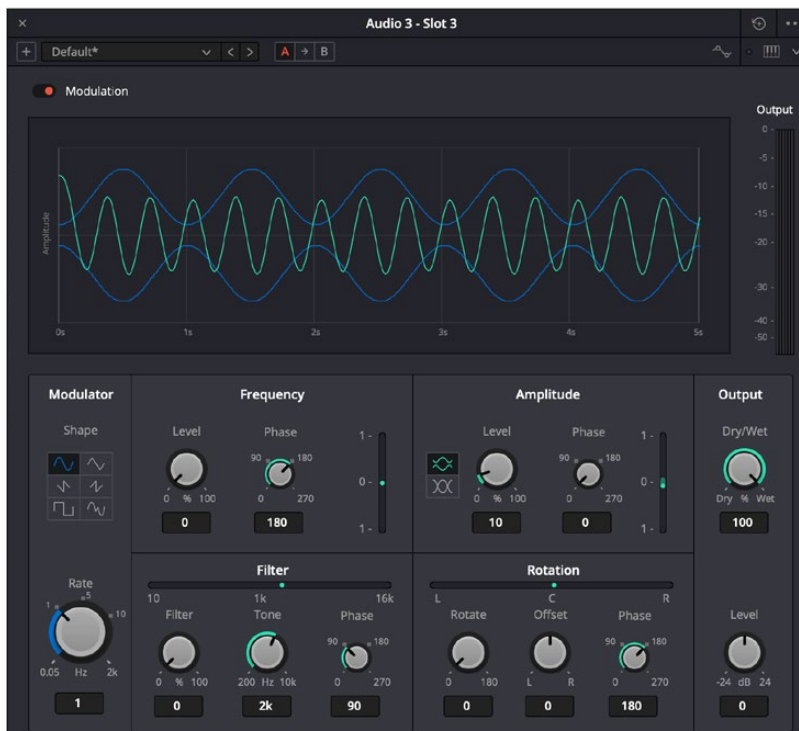 Audio 3 - Slot 3
Default*
A
B
Modulation
Output
0 -
-5 -
-10 -
-15 -
-20 -
-30 -
-40 -
-50 -
Amplitude
0s 1s 2s 3s 4s 5s
Modulator
Shape
Rate
1 5 10
0.05 Hz 2k
1
Frequency
Level Phase
90 180
0 % 100 0 270
0 180
1 -
0 -
1 -
Amplitude
Level Phase
90 180
0 % 100 0 270
10 0
1 -
0 -
1 -
Output
Dry/Wet
Dry % Wet
100
Filter
10 1k 16k
Filter Tone Phase
90 180
0 % 100 200 Hz 10k 0 270
0 2k 90
Rotation
L C R
Rotate Offset Phase
90 180
0 180 L R 0 270
0 0 180
Level
-24 dB 24
0